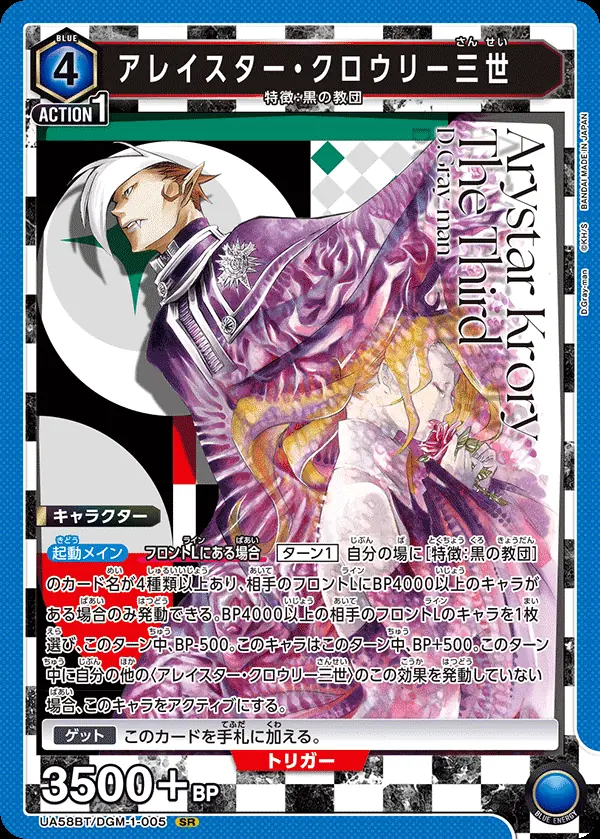 BLUE
4
さんせい
アレイスター・クロウリー三世
ACTION 1
特徴:黒の教団
Arystar Krory
The Third
D.Gray-man
D.Gray-man ©KH/S BANDAI MADE IN JAPAN
キャラクター
起動メイン フロントLにある場合 ターン1 自分の場に[特徴:黒の教団]
のカード名が4種類以上あり、相手のフロントLにBP4000以上のキャラが
ある場合のみ発動できる。BP4000以上の相手のフロントLのキャラを1枚
選び、このターン中、BP-500。このキャラはこのターン中、BP+500。このターン
中に自分の他の〈アレイスター・クロウリー三世〉のこの効果を発動していない
場合、このキャラをアクティブにする。
ゲット このカードを手札に加える。
トリガー
3500+BP
UA58BT/DGM-1-005 SR
BLUE ENERGY